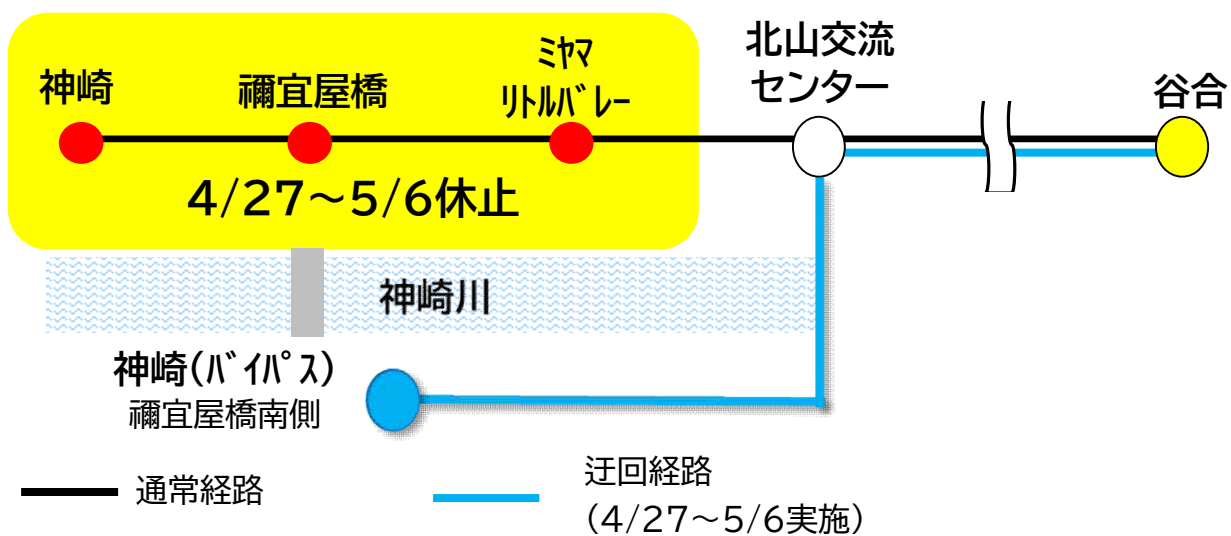 神崎
禰宜屋橋
ﾐﾔﾏ
ﾘﾄﾙﾊﾞﾚｰ
北山交流
センター
谷合
4/27～5/6休止
神崎川
神崎(ﾊﾞｲﾊﾟｽ)
禰宜屋橋南側
通常経路
迂回経路
(4/27～5/6実施)